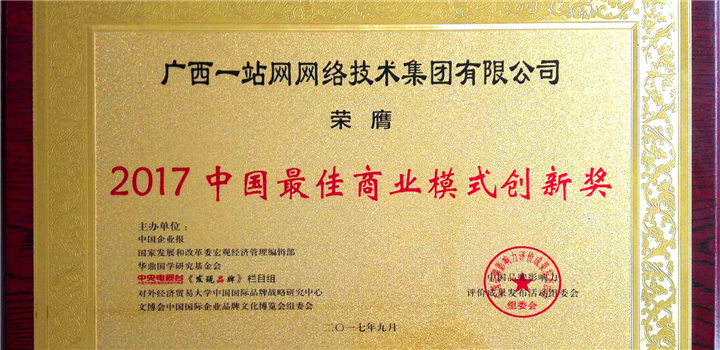 广西一站网网络技术集团有限公司
荣膺
2017中国最佳商业模式创新奖
主办单位：
中国企业报
国家发展和改革委宏观经济管理编辑部
华鼎国学研究基金会
中央电视台《发现品牌》栏目组
对外经济贸易大学中国国际品牌战略研究中心
文博会中国国际企业品牌文化博览会组委会
中国品牌影响力
评价成果发布活动组委会
组委会
二〇一七年九月